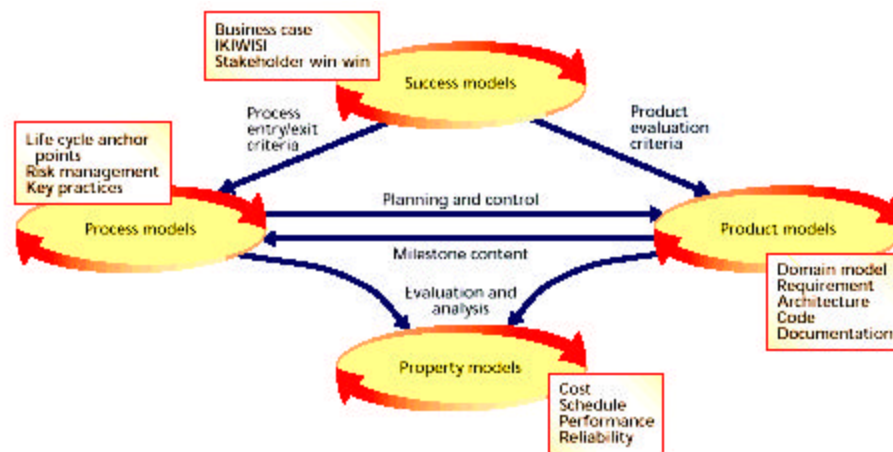 Business case
IKIWISI
Stakeholder win win
Success models
Process
entry/exit
criteria
Product
evaluation
criteria
Life cycle anchor
points
Risk management
Key practices
Planning and control
Process models
Product models
Milestone content
Domain model
Requirement
Architecture
Code
Documentation
Evaluation and
analysis
Property models
Cost
Schedule
Performance
Reliability